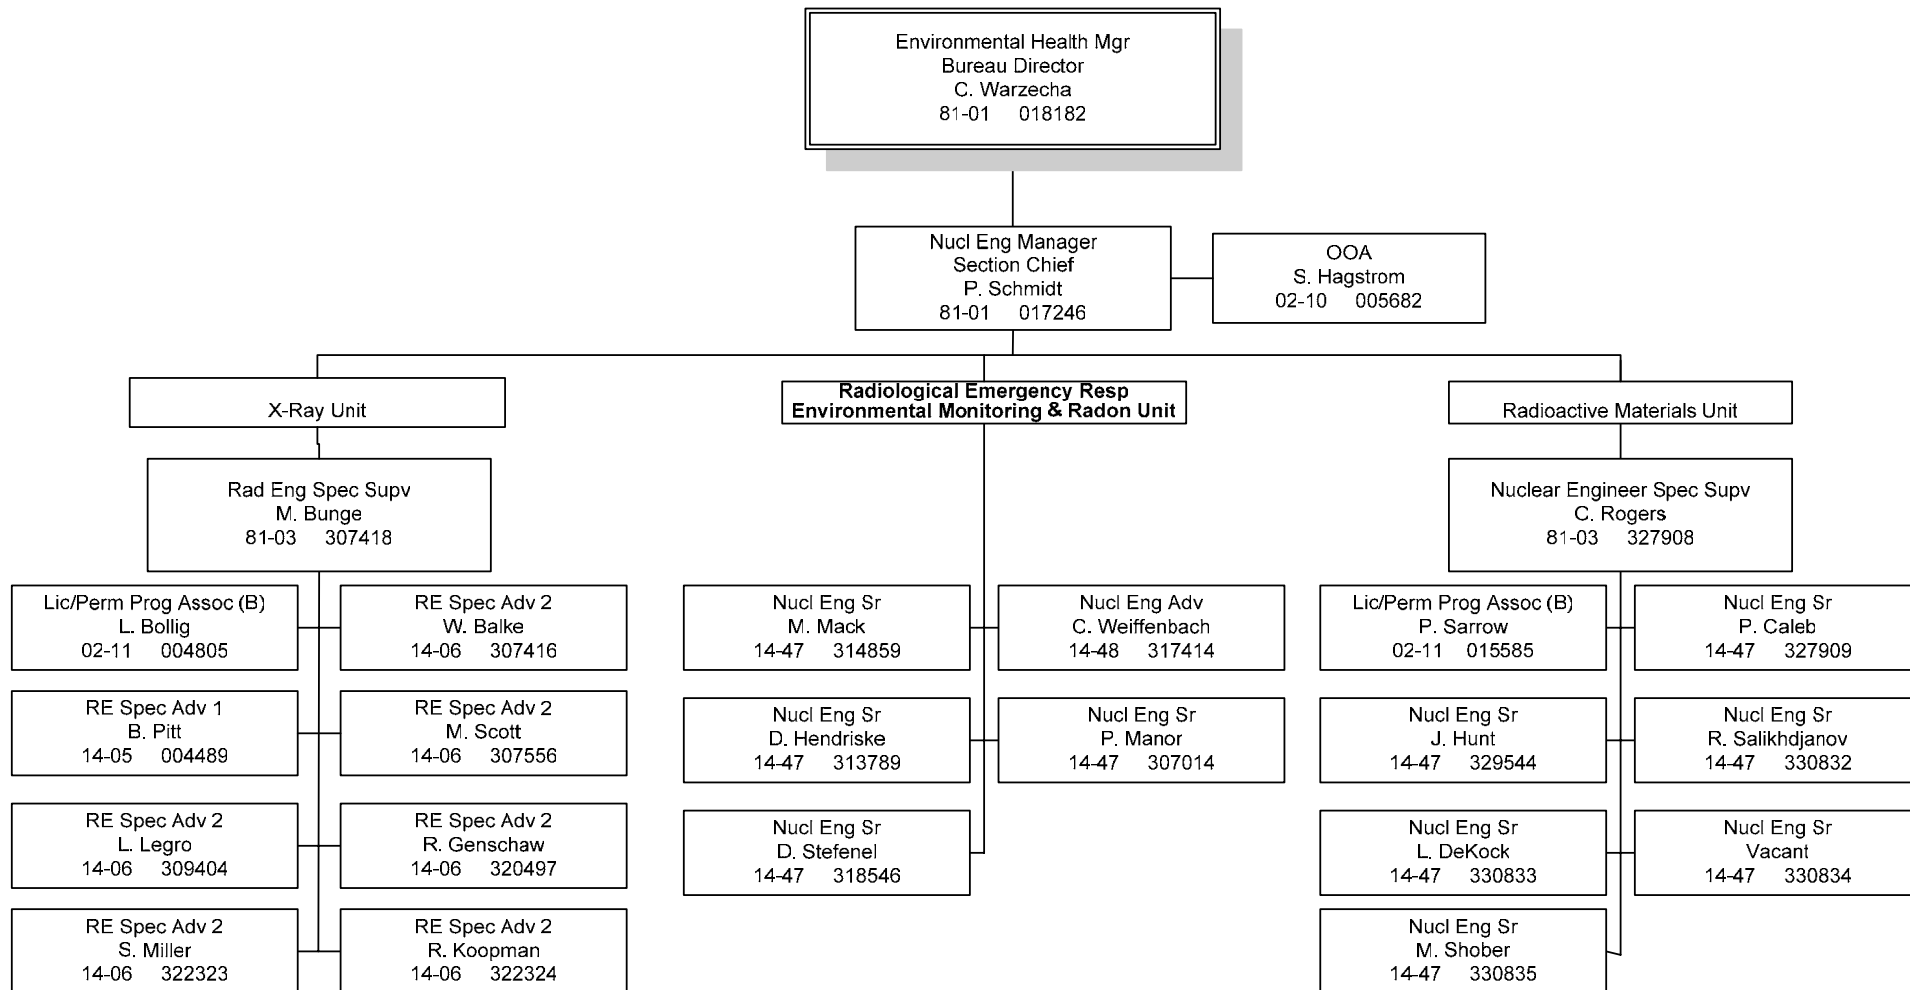 Environmental Health Mgr
Bureau Director
C. Warzecha
81-01 018182
Nucl Eng Manager
Section Chief
P. Schmidt
81-01 017246
OOA
S. Hagstrom
02-10 005682
X-Ray Unit
Rad Eng Spec Supv
M. Bunge
81-03 307418
Lic/Perm Prog Assoc (B)
L. Bollig
02-11 004805
RE Spec Adv 2
W. Balke
14-06 307416
RE Spec Adv 1
B. Pitt
14-05 004489
RE Spec Adv 2
M. Scott
14-06 307556
RE Spec Adv 2
L. Legro
14-06 309404
RE Spec Adv 2
R. Genschaw
14-06 320497
RE Spec Adv 2
S. Miller
14-06 322323
RE Spec Adv 2
R. Koopman
14-06 322324
Radiological Emergency Resp
Environmental Monitoring & Radon Unit
Nucl Eng Sr
M. Mack
14-47 314859
Nucl Eng Adv
C. Weiffenbach
14-48 317414
Nucl Eng Sr
D. Hendriske
14-47 313789
Nucl Eng Sr
P. Manor
14-47 307014
Nucl Eng Sr
D. Stefenel
14-47 318546
Radioactive Materials Unit
Nuclear Engineer Spec Supv
C. Rogers
81-03 327908
Lic/Perm Prog Assoc (B)
P. Sarrow
02-11 015585
Nucl Eng Sr
P. Caleb
14-47 327909
Nucl Eng Sr
J. Hunt
14-47 329544
Nucl Eng Sr
R. Salikhdjanov
14-47 330832
Nucl Eng Sr
L. DeKock
14-47 330833
Nucl Eng Sr
Vacant
14-47 330834
Nucl Eng Sr
M. Shober
14-47 330835